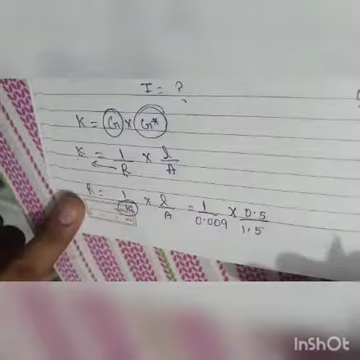 I = ?
K = G × G*
K = 1/R × l/A
K = 1/R × l/A = 1/0.009 × 0.5/1.5
InShOt